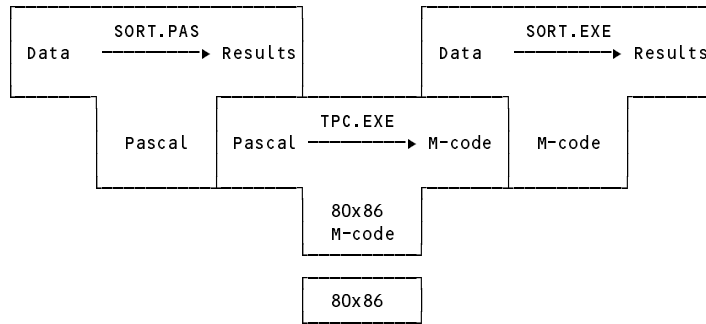 SORT.PAS
SORT.EXE
Data
Results
Data
Results
TPC.EXE
Pascal
Pascal
M-code
M-code
80x86
M-code
80x86